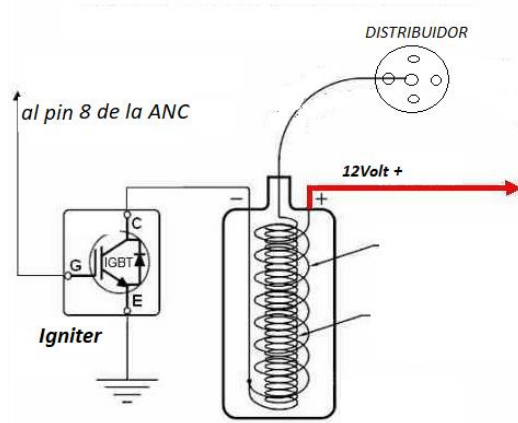 DISTRIBUIDOR
al pin 8 de la ANC
12Volt +
− +
C
G IGBT
E
Igniter